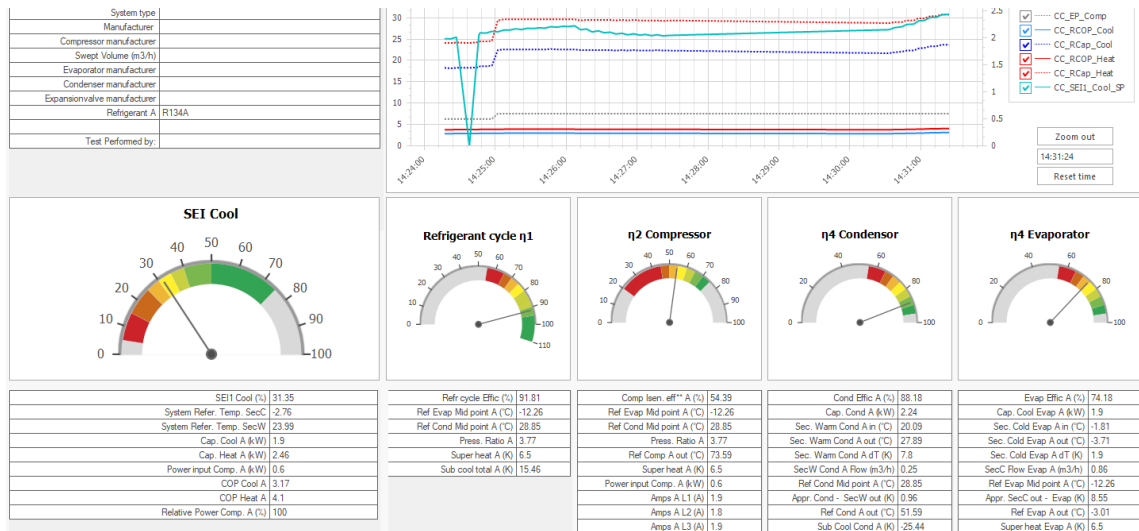 System type
Manufacturer
Compressor manufacturer
Swept Volume (m3/h)
Evaporator manufacturer
Condenser manufacturer
Expansionvalve manufacturer
Refrigerant A R134A
Test Performed by:
30
25
20
15
10
5
0
2.5
2
1.5
1
0.5
0
14:24:00
14:25:00
14:26:00
14:27:00
14:28:00
14:29:00
14:30:00
14:31:00
CC_EP_Comp
CC_RCOP_Cool
CC_RCap_Cool
CC_RCOP_Heat
CC_RCap_Heat
CC_SEI1_Cool_SP
Zoom out
14:31:24
Reset time
SEI Cool
0 10 20 30 40 50 60 70 80 90 100
Refrigerant cycle η1
0 10 20 30 40 50 60 70 80 90 100 110
η2 Compressor
0 10 20 30 40 50 60 70 80 90 100
η4 Condensor
0 20 40 60 80 100
η4 Evaporator
0 20 40 60 80 100
SEI1 Cool (%) 31.35
System Refer. Temp. SecC -2.76
System Refer. Temp. SecW 23.99
Cap. Cool A (kW) 1.9
Cap. Heat A (kW) 2.46
Power input Comp. A (kW) 0.6
COP Cool A 3.17
COP Heat A 4.1
Relative Power Comp. A (%) 100
Refr cycle Effic (%) 91.81
Ref Evap Mid point A (°C) -12.26
Ref Cond Mid point A (°C) 28.85
Press. Ratio A 3.77
Super heat A (K) 6.5
Sub cool total A (K) 15.46
Comp Isen. eff** A (%) 54.39
Ref Evap Mid point A (°C) -12.26
Ref Cond Mid point A (°C) 28.85
Press. Ratio A 3.77
Ref Comp A out (°C) 73.59
Super heat A (K) 6.5
Power input Comp. A (kW) 0.6
Amps A L1 (A) 1.9
Amps A L2 (A) 1.8
Amps A L3 (A) 1.9
Cond Effic A (%) 88.18
Cap. Cond A (kW) 2.24
Sec. Warm Cond A in (°C) 20.09
Sec. Warm Cond A out (°C) 27.89
Sec. Warm Cond A dT (K) 7.8
SecW Cond A Flow (m3/h) 0.25
Ref Cond Mid point A (°C) 28.85
Appr. Cond - SecW out (K) 0.96
Ref Cond A out (°C) 51.59
Sub Cool Cond A (K) -25.44
Evap Effic A (%) 74.18
Cap. Cool Evap A (kW) 1.9
Sec. Cold Evap A in (°C) -1.81
Sec. Cold Evap A out (°C) -3.71
Sec. Cold Evap A dT (K) 1.9
SecC Flow Evap A (m3/h) 0.86
Ref Evap Mid point A (°C) -12.26
Appr. SecC out - Evap (K) 8.55
Ref Evap A out (°C) -3.01
Super heat Evap A (K) 6.5